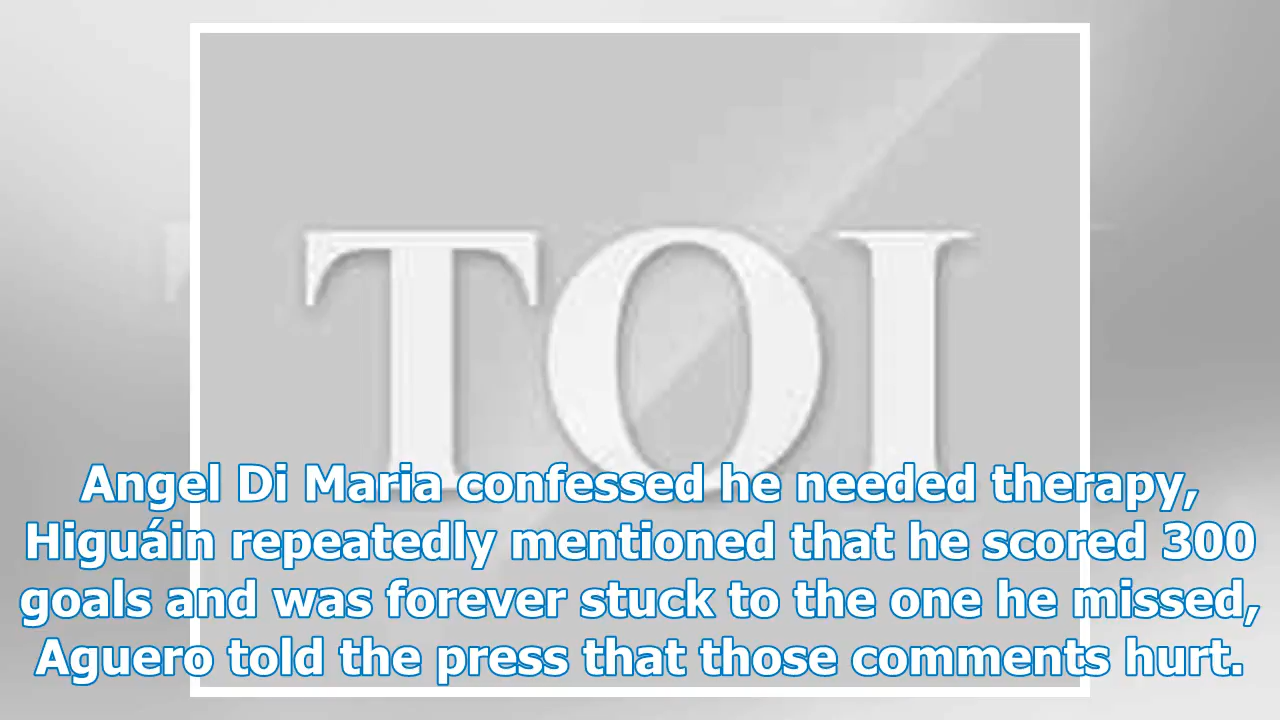 TOI
Angel Di Maria confessed he needed therapy,
Higuáin repeatedly mentioned that he scored 300
goals and was forever stuck to the one he missed,
Aguero told the press that those comments hurt.